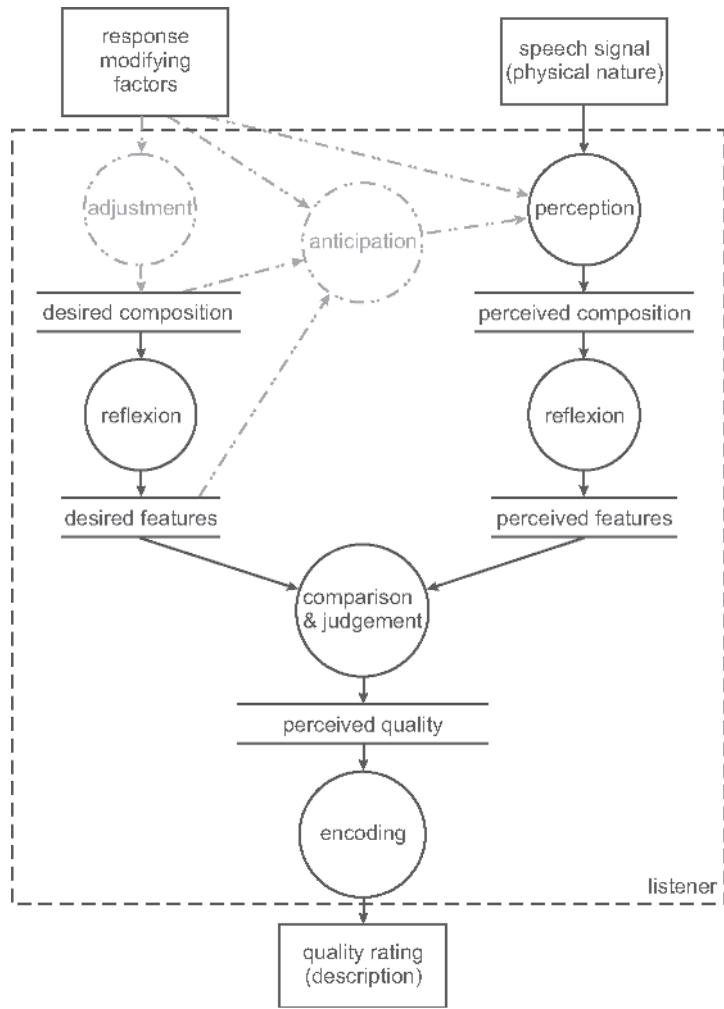 response
modifying
factors
speech signal
(physical nature)
adjustment
anticipation
perception
desired composition
perceived composition
reflexion
reflexion
desired features
perceived features
comparison
& judgement
perceived quality
encoding
listener
quality rating
(description)